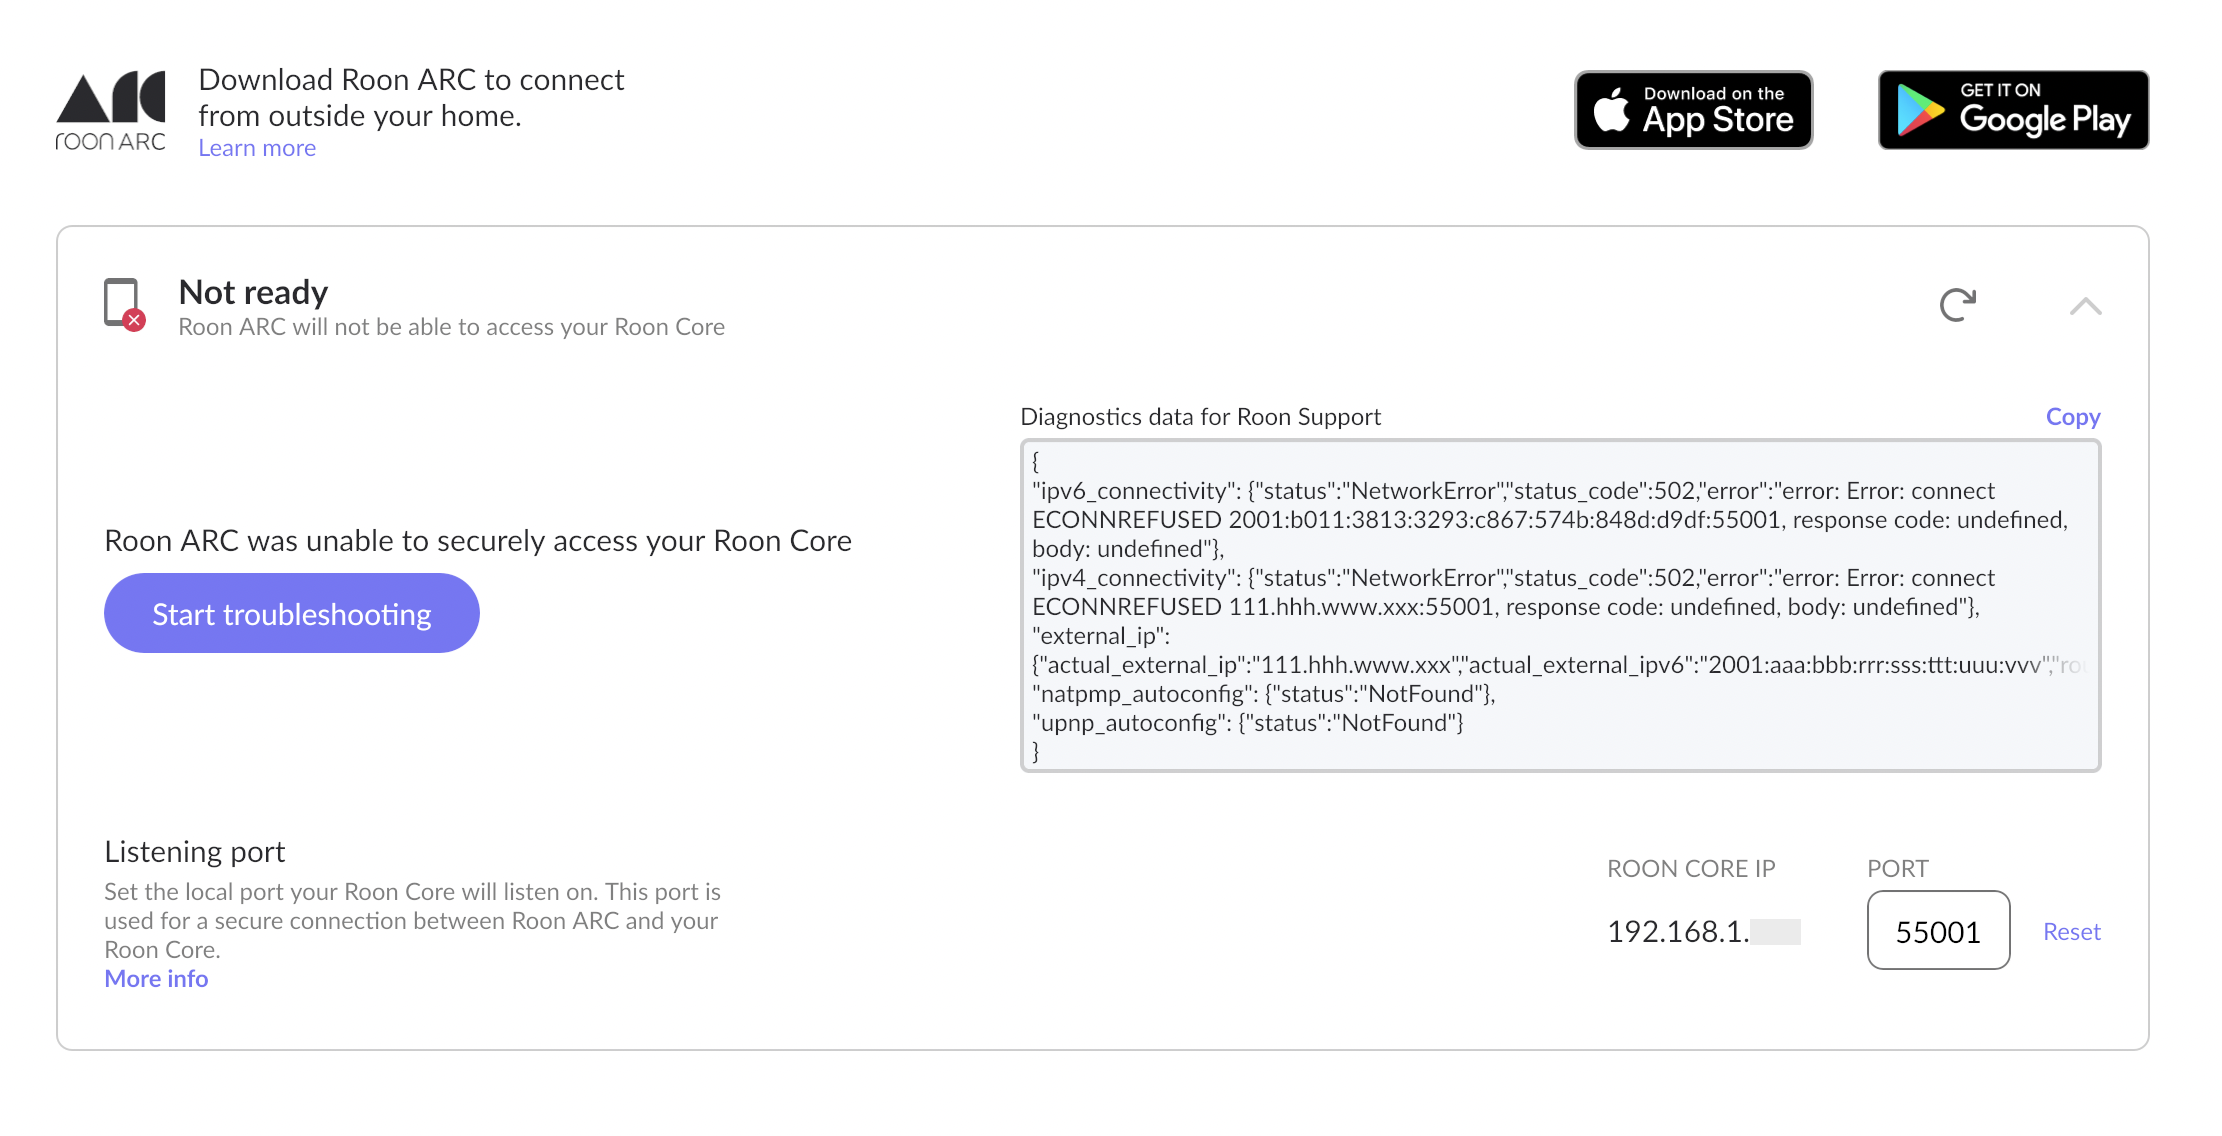 roon ARC
Download Roon ARC to connect
from outside your home.
Learn more
Download on the
App Store
GET IT ON
Google Play
Not ready
Roon ARC will not be able to access your Roon Core
Diagnostics data for Roon Support
Copy
{
"ipv6_connectivity": {"status":"NetworkError","status_code":502,"error":"error: Error: connect
ECONNREFUSED 2001:b011:3813:3293:c867:574b:848d:d9df:55001, response code: undefined,
body: undefined"},
"ipv4_connectivity": {"status":"NetworkError","status_code":502,"error":"error: Error: connect
ECONNREFUSED 111.hhh.www.xxx:55001, response code: undefined, body: undefined"},
"external_ip":
{"actual_external_ip":"111.hhh.www.xxx","actual_external_ipv6":"2001:aaa:bbb:rrr:sss:ttt:uuu:vvv","ro
"natpmp_autoconfig": {"status":"NotFound"},
"upnp_autoconfig": {"status":"NotFound"}
}
Roon ARC was unable to securely access your Roon Core
Start troubleshooting
Listening port
Set the local port your Roon Core will listen on. This port is
used for a secure connection between Roon ARC and your
Roon Core.
More info
ROON CORE IP
192.168.1.
PORT
55001
Reset